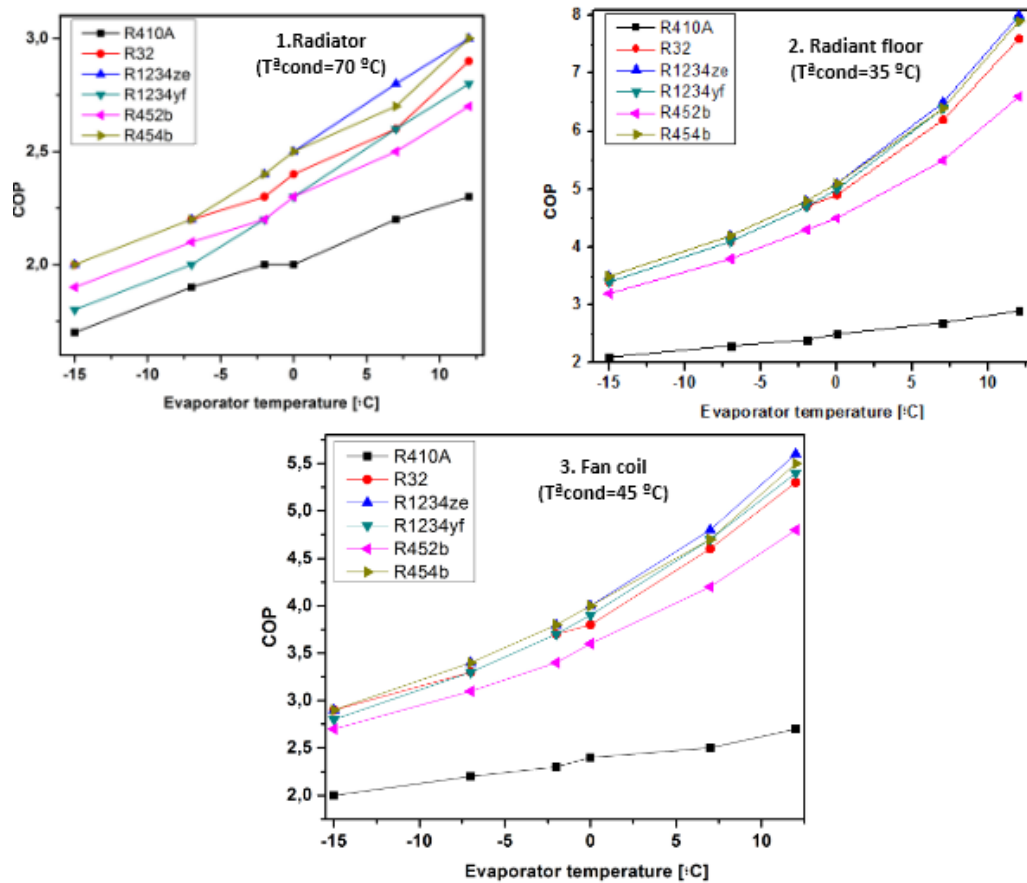 R410A
R32
R1234ze
R1234yf
R452b
R454b
1.Radiator
(Tªcond=70 ºC)
3,0
2,5
2,0
COP
-15
-10
-5
0
5
10
Evaporator temperature [ºC]
R410A
R32
R1234ze
R1234yf
R452b
R454b
2. Radiant floor
(Tªcond=35 ºC)
8
7
6
5
4
3
2
COP
-15
-10
-5
0
5
10
Evaporator temperature [ºC]
R410A
R32
R1234ze
R1234yf
R452b
R454b
3. Fan coil
(Tªcond=45 ºC)
5,5
5,0
4,5
4,0
3,5
3,0
2,5
2,0
COP
-15
-10
-5
0
5
10
Evaporator temperature [ºC]